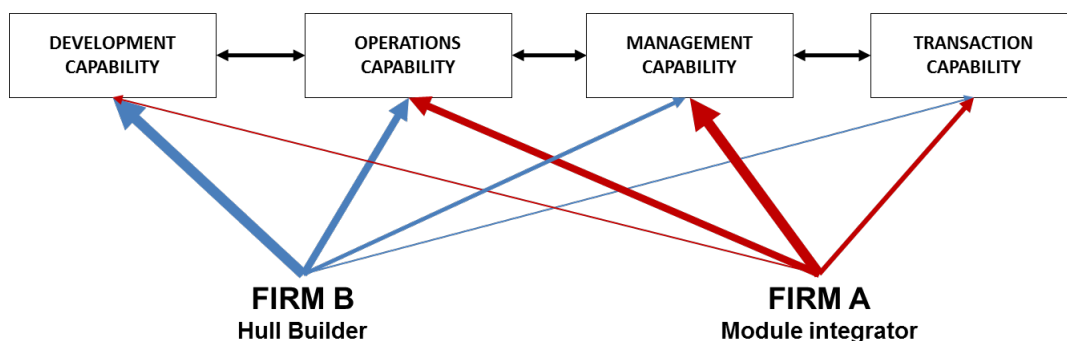 DEVELOPMENT
CAPABILITY
OPERATIONS
CAPABILITY
MANAGEMENT
CAPABILITY
TRANSACTION
CAPABILITY
FIRM B
Hull Builder
FIRM A
Module integrator